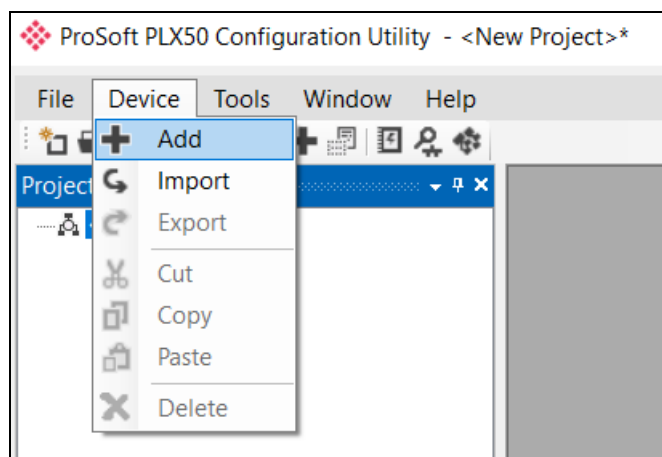 ProSoft PLX50 Configuration Utility - <New Project>*
File Device Tools Window Help
Add
Project
Import
Export
Cut
Copy
Paste
Delete